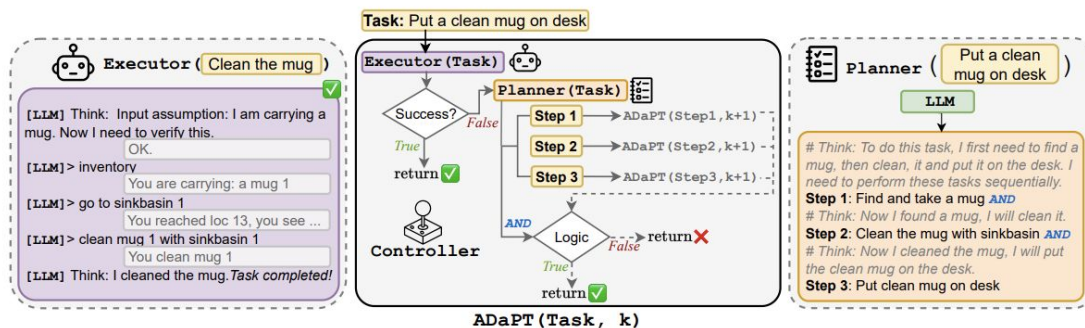 Executor(Clean the mug)
[LLM] Think: Input assumption: I am carrying a
mug. Now I need to verify this.
OK.
[LLM]> inventory
You are carrying: a mug 1
[LLM]> go to sinkbasin 1
You reached loc 13, you see ...
[LLM]> clean mug 1 with sinkbasin 1
You clean mug 1
[LLM] Think: I cleaned the mug. Task completed!
Task: Put a clean mug on desk
Executor(Task)
Success?
False
True
return
Planner(Task)
Step 1
ADaPT(Step1,k+1)
Step 2
ADaPT(Step2,k+1)
Step 3
ADaPT(Step3,k+1)
Controller
AND
Logic
False
return
True
return
ADaPT(Task, k)
Planner (Put a clean
mug on desk)
LLM
# Think: To do this task, I first need to find a
mug, then clean, it and put it on the desk. I
need to perform these tasks sequentially.
Step 1: Find and take a mug AND
# Think: Now I found a mug, I will clean it.
Step 2: Clean the mug with sinkbasin AND
# Think: Now I cleaned the mug, I will put
the clean mug on the desk.
Step 3: Put clean mug on desk